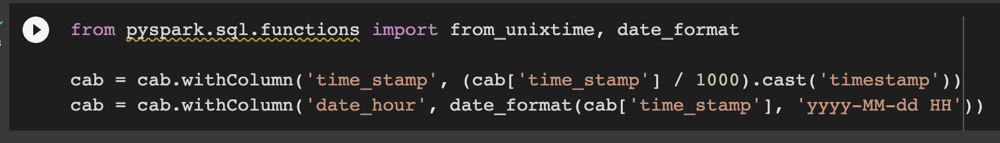 from pyspark.sql.functions import from_unixtime, date_format
cab = cab.withColumn('time_stamp', (cab['time_stamp'] / 1000).cast('timestamp'))
cab = cab.withColumn('date_hour', date_format(cab['time_stamp'], 'yyyy-MM-dd HH'))